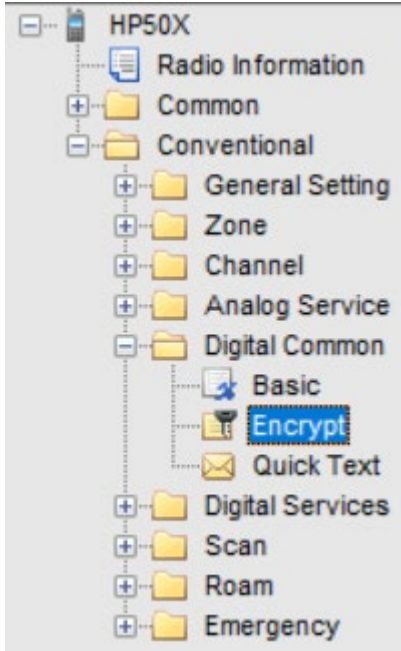 HP50X
Radio Information
Common
Conventional
General Setting
Zone
Channel
Analog Service
Digital Common
Basic
Encrypt
Quick Text
Digital Services
Scan
Roam
Emergency